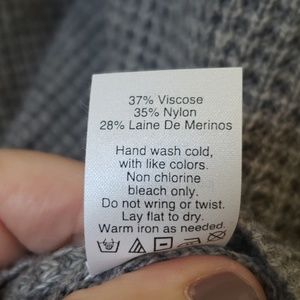 37% Viscose
35% Nylon
28% Laine De Merinos
Hand wash cold,
with like colors.
Non chlorine
bleach only.
Do not wring or twist.
Lay flat to dry.
Warm iron as needed.